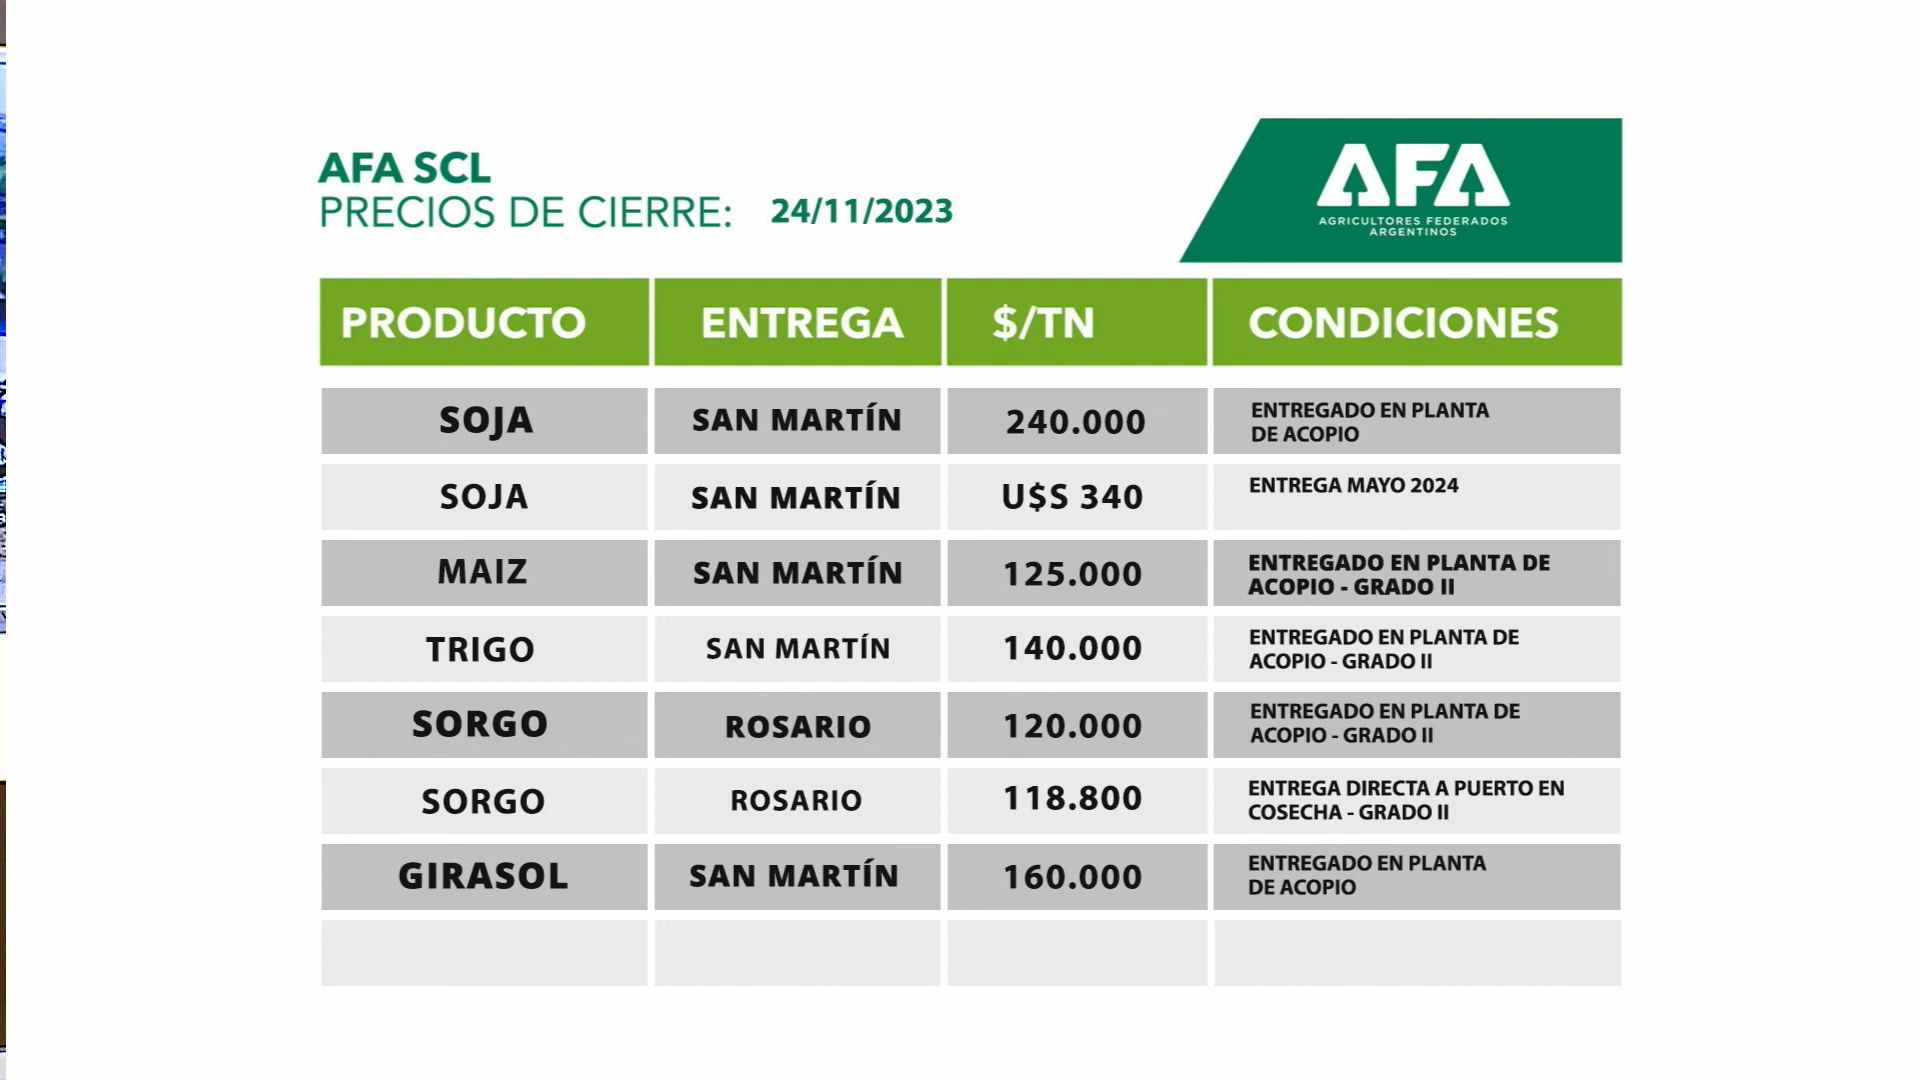 AFA SCL
PRECIOS DE CIERRE: 24/11/2023
AFA
AGRICULTORES FEDERADOS
ARGENTINOS
PRODUCTO ENTREGA $/TN CONDICIONES
SOJA SAN MARTÍN 240.000 ENTREGADO EN PLANTA
DE ACOPIO
SOJA SAN MARTÍN U$S 340 ENTREGA MAYO 2024
MAIZ SAN MARTÍN 125.000 ENTREGADO EN PLANTA DE
ACOPIO - GRADO II
TRIGO SAN MARTÍN 140.000 ENTREGADO EN PLANTA DE
ACOPIO - GRADO II
SORGO ROSARIO 120.000 ENTREGADO EN PLANTA DE
ACOPIO - GRADO II
SORGO ROSARIO 118.800 ENTREGA DIRECTA A PUERTO EN
COSECHA - GRADO II
GIRASOL SAN MARTÍN 160.000 ENTREGADO EN PLANTA
DE ACOPIO